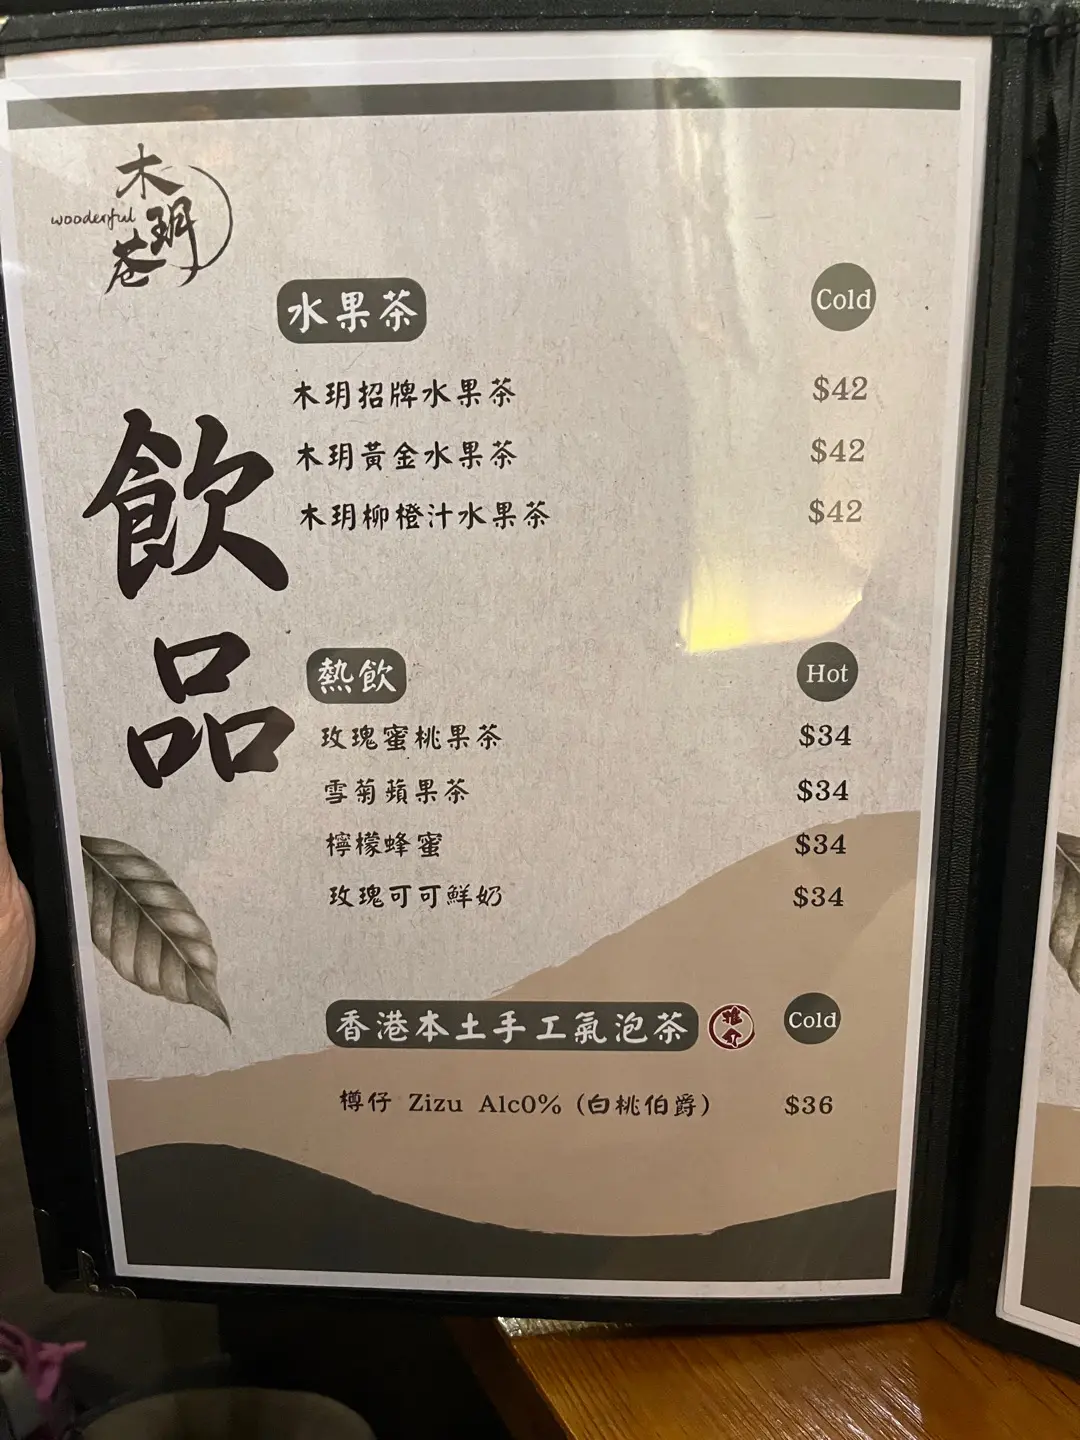 木玥苍
wooderful
飲品
水果茶 Cold
木玥招牌水果茶 $42
木玥黃金水果茶 $42
木玥柳橙汁水果茶 $42
熱飲 Hot
玫瑰蜜桃果茶 $34
雪菊蘋果茶 $34
檸檬蜂蜜 $34
玫瑰可可鮮奶 $34
香港本土手工氣泡茶 推介 Cold
樽仔 Zizu Alc0% (白桃伯爵) $36